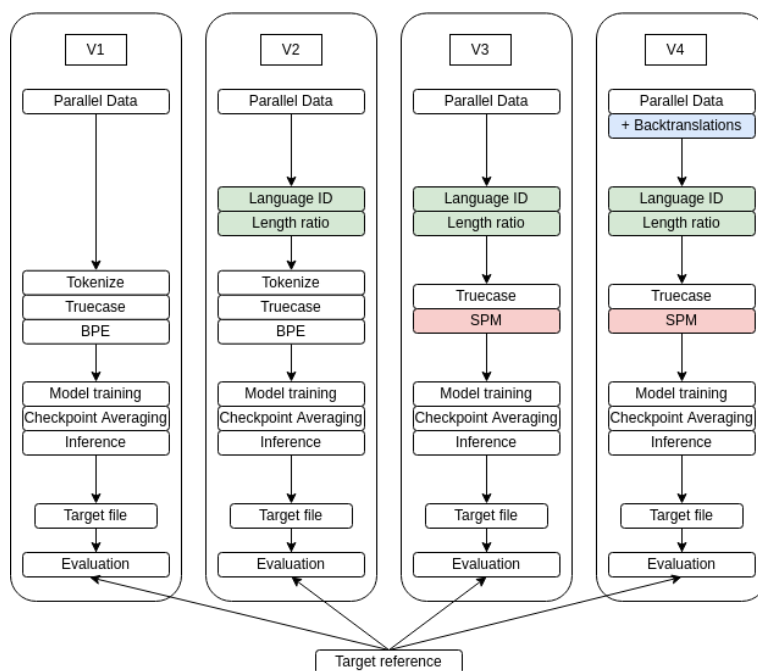 V1
Parallel Data
Tokenize
Truecase
BPE
Model training
Checkpoint Averaging
Inference
Target file
Evaluation
V2
Parallel Data
Language ID
Length ratio
Tokenize
Truecase
BPE
Model training
Checkpoint Averaging
Inference
Target file
Evaluation
V3
Parallel Data
Language ID
Length ratio
Truecase
SPM
Model training
Checkpoint Averaging
Inference
Target file
Evaluation
V4
Parallel Data
+ Backtranslations
Language ID
Length ratio
Truecase
SPM
Model training
Checkpoint Averaging
Inference
Target file
Evaluation
Target reference